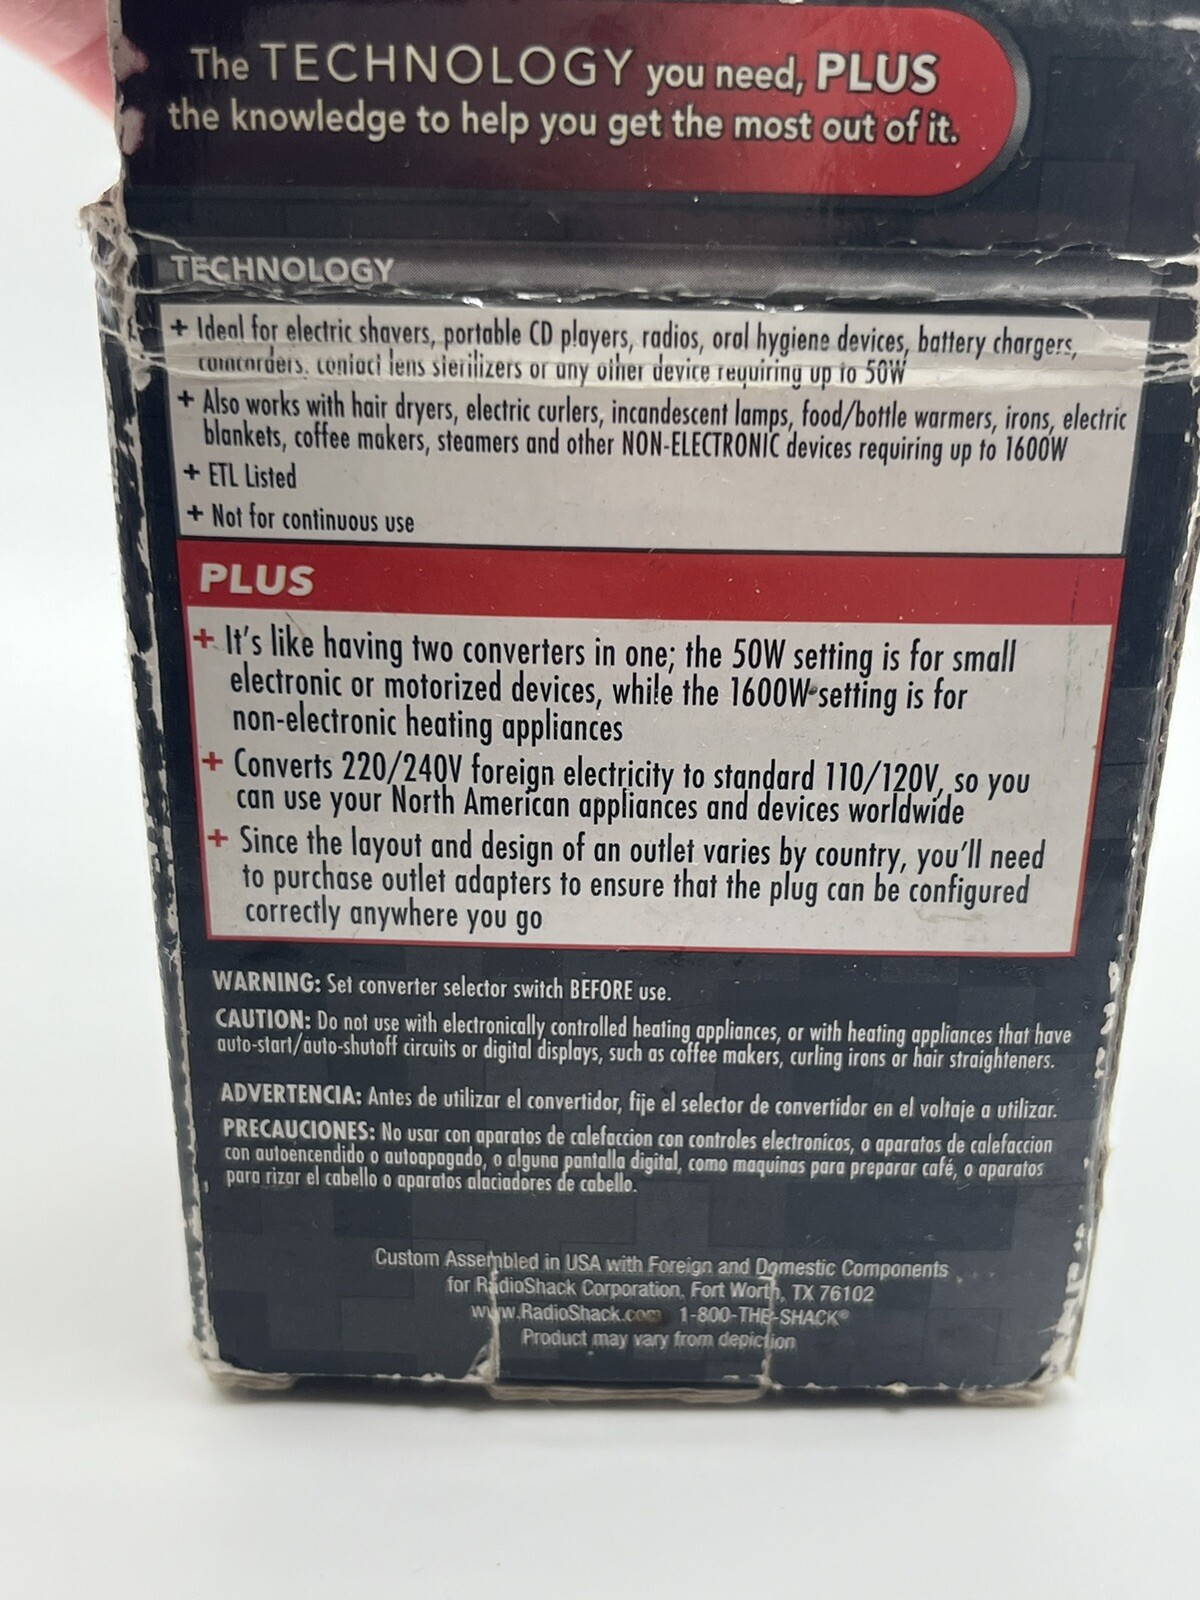 The TECHNOLOGY you need, PLUS
the knowledge to help you get the most out of it.
TECHNOLOGY
+ Ideal for electric shavers, portable CD players, radios, oral hygiene devices, battery chargers,
camcorders, contact lens sterilizers or any other device requiring up to 50W
+ Also works with hair dryers, electric curlers, incandescent lamps, food/bottle warmers, irons, electric
blankets, coffee makers, steamers and other NON-ELECTRONIC devices requiring up to 1600W
+ ETL Listed
+ Not for continuous use
PLUS
+ It's like having two converters in one; the 50W setting is for small
electronic or motorized devices, while the 1600W setting is for
non-electronic heating appliances
+ Converts 220/240V foreign electricity to standard 110/120V, so you
can use your North American appliances and devices worldwide
+ Since the layout and design of an outlet varies by country, you'll need
to purchase outlet adapters to ensure that the plug can be configured
correctly anywhere you go
WARNING: Set converter selector switch BEFORE use.
CAUTION: Do not use with electronically controlled heating appliances, or with heating appliances that have
auto-start/auto-shutoff circuits or digital displays, such as coffee makers, curling irons or hair straighteners.
ADVERTENCIA: Antes de utilizar el convertidor, fije el selector de convertidor en el voltaje a utilizar.
PRECAUCIONES: No usar con aparatos de calefaccion con controles electronicos, o aparatos de calefaccion
con autoencendido o autoapagado, o alguna pantalla digital, como maquinas para preparar café, o aparatos
para rizar el cabello o aparatos alaciadores de cabello.
Custom Assembled in USA with Foreign and Domestic Components
for RadioShack Corporation, Fort Worth, TX 76102
www.RadioShack.com 1-800-THE-SHACK®
Product may vary from depiction